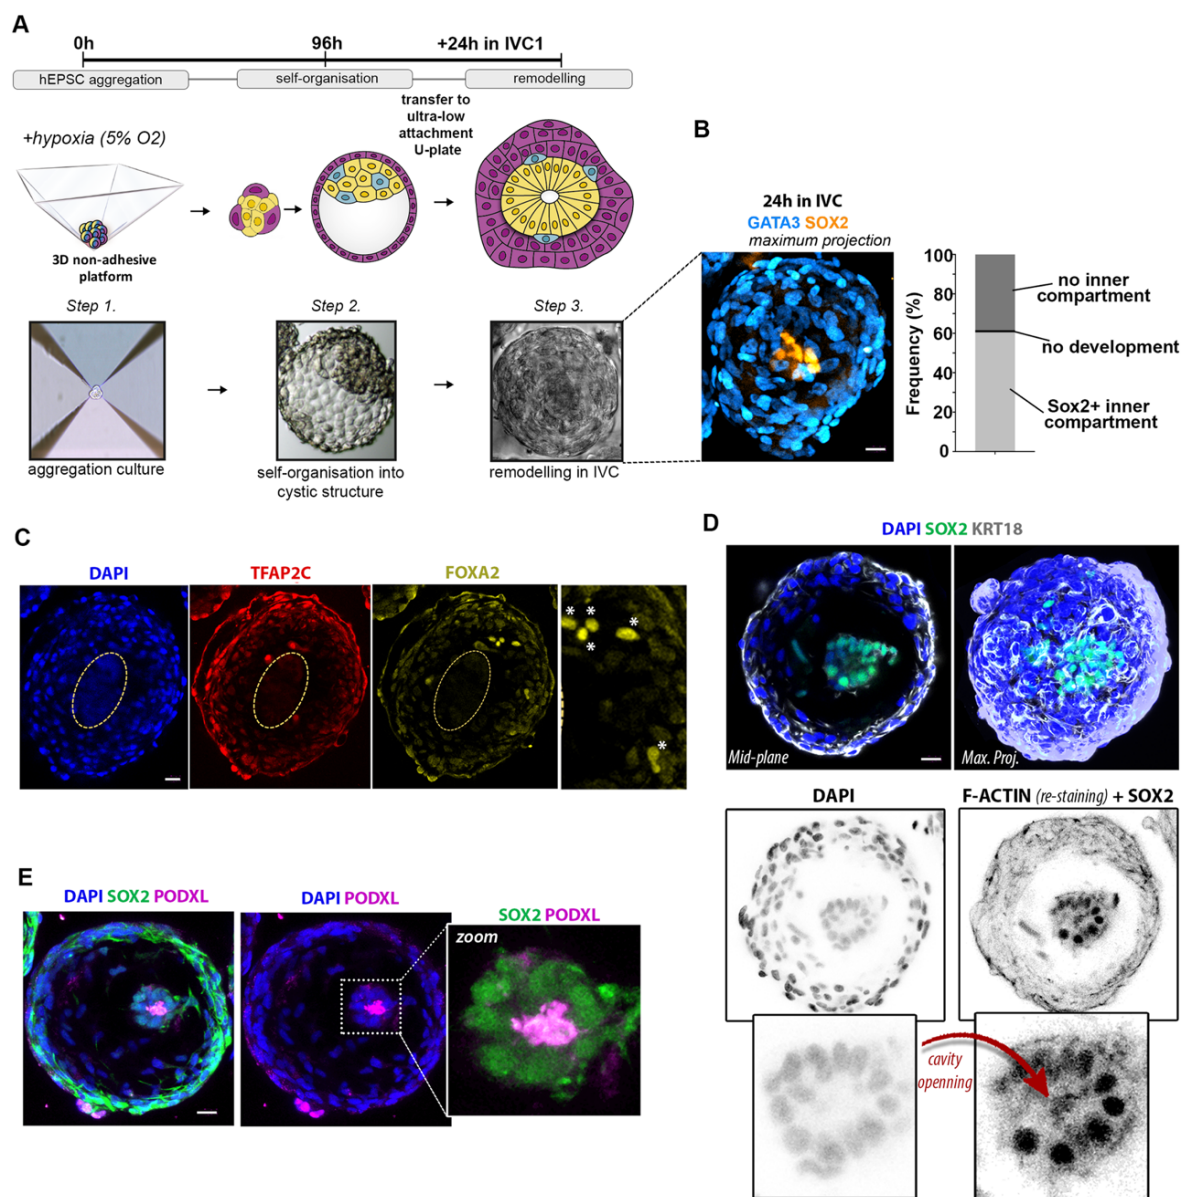 A
0h
96h
+24h in IVC1
hEPSC aggregation
self-organisation
remodelling
transfer to
ultra-low
attachment
U-plate
+hypoxia (5% O2)
3D non-adhesive
platform
Step 1.
Step 2.
Step 3.
aggregation culture
self-organisation into
cystic structure
remodelling in IVC
B
24h in IVC
GATA3 SOX2
maximum projection
Frequency (%)
100
80
60
40
20
0
no inner
compartment
no development
Sox2+ inner
compartment
C
DAPI
TFAP2C
FOXA2
*
*
*
*
*
D
DAPI SOX2 KRT18
Mid-plane
Max. Proj.
DAPI
F-ACTIN (re-staining) + SOX2
cavity
openning
E
DAPI SOX2 PODXL
DAPI PODXL
SOX2 PODXL
zoom